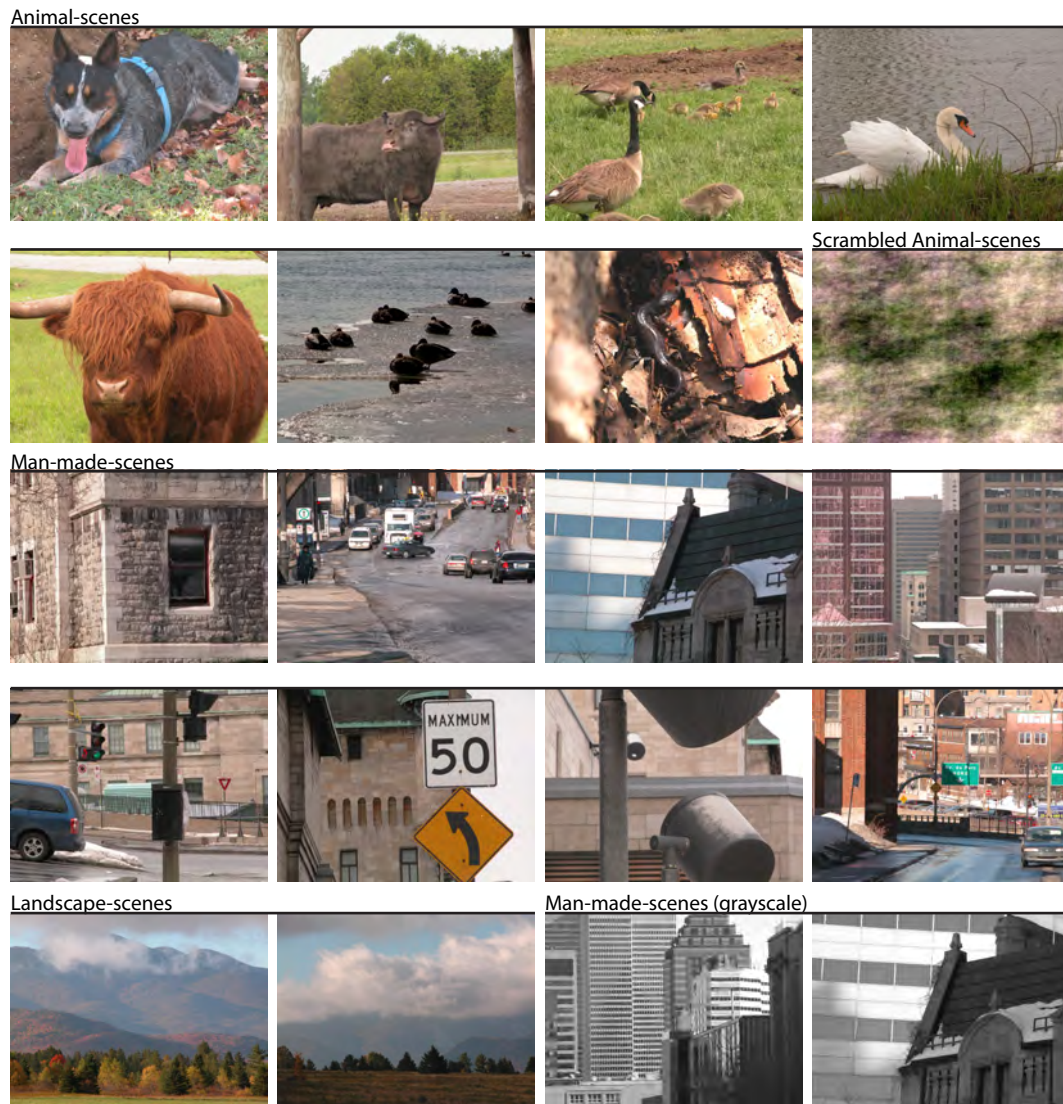 Animal-scenes
Scrambled Animal-scenes
Man-made-scenes
MAXIMUM
50
Landscape-scenes
Man-made-scenes (grayscale)